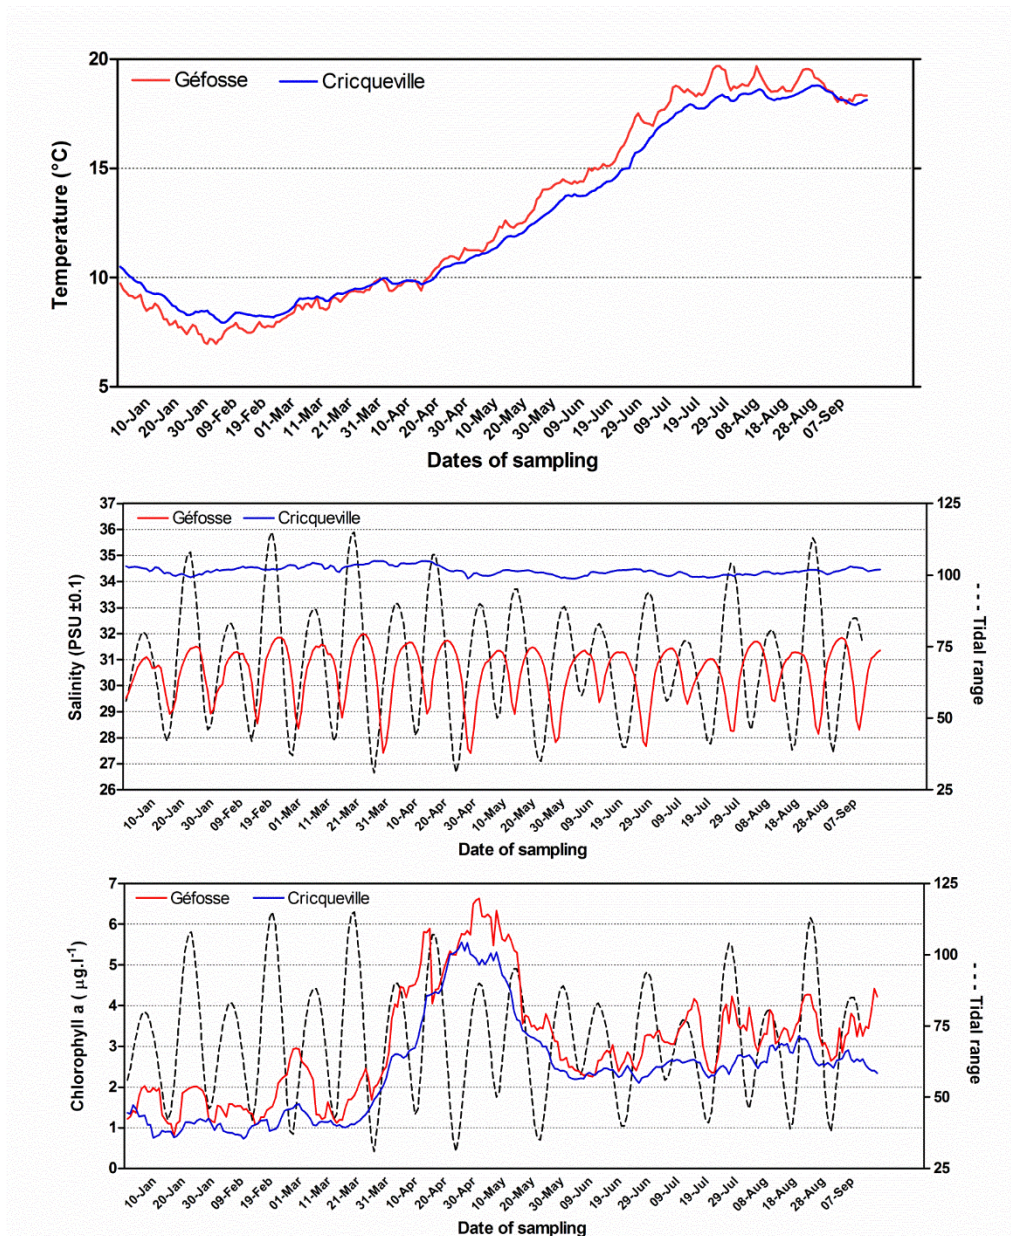 Géfosse Cricqueville
20
15
10
5
Temperature (°C)
10-Jan 20-Jan 30-Jan 09-Feb 19-Feb 01-Mar 11-Mar 21-Mar 31-Mar 10-Apr 20-Apr 30-Apr 10-May 20-May 30-May 09-Jun 19-Jun 29-Jun 09-Jul 19-Jul 29-Jul 08-Aug 18-Aug 28-Aug 07-Sep
Dates of sampling
Géfosse Cricqueville
37
36
35
34
33
32
31
30
29
28
27
26
Salinity (PSU ±0.1)
125
100
75
50
25
- - - Tidal range
10-Jan 20-Jan 30-Jan 09-Feb 19-Feb 01-Mar 11-Mar 21-Mar 31-Mar 10-Apr 20-Apr 30-Apr 10-May 20-May 30-May 09-Jun 19-Jun 29-Jun 09-Jul 19-Jul 29-Jul 08-Aug 18-Aug 28-Aug 07-Sep
Date of sampling
Géfosse Cricqueville
7
6
5
4
3
2
1
0
Chlorophyll a ( µg.l-1)
125
100
75
50
25
- - - Tidal range
10-Jan 20-Jan 30-Jan 09-Feb 19-Feb 01-Mar 11-Mar 21-Mar 31-Mar 10-Apr 20-Apr 30-Apr 10-May 20-May 30-May 09-Jun 19-Jun 29-Jun 09-Jul 19-Jul 29-Jul 08-Aug 18-Aug 28-Aug 07-Sep
Date of sampling